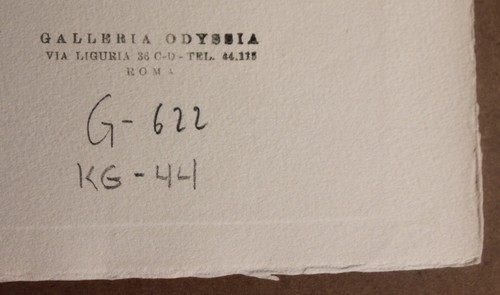 GALLERIA ODYSSIA
VIA LIGURIA 36 C-D - TEL. 44.115
ROMA
G-622
KG-44